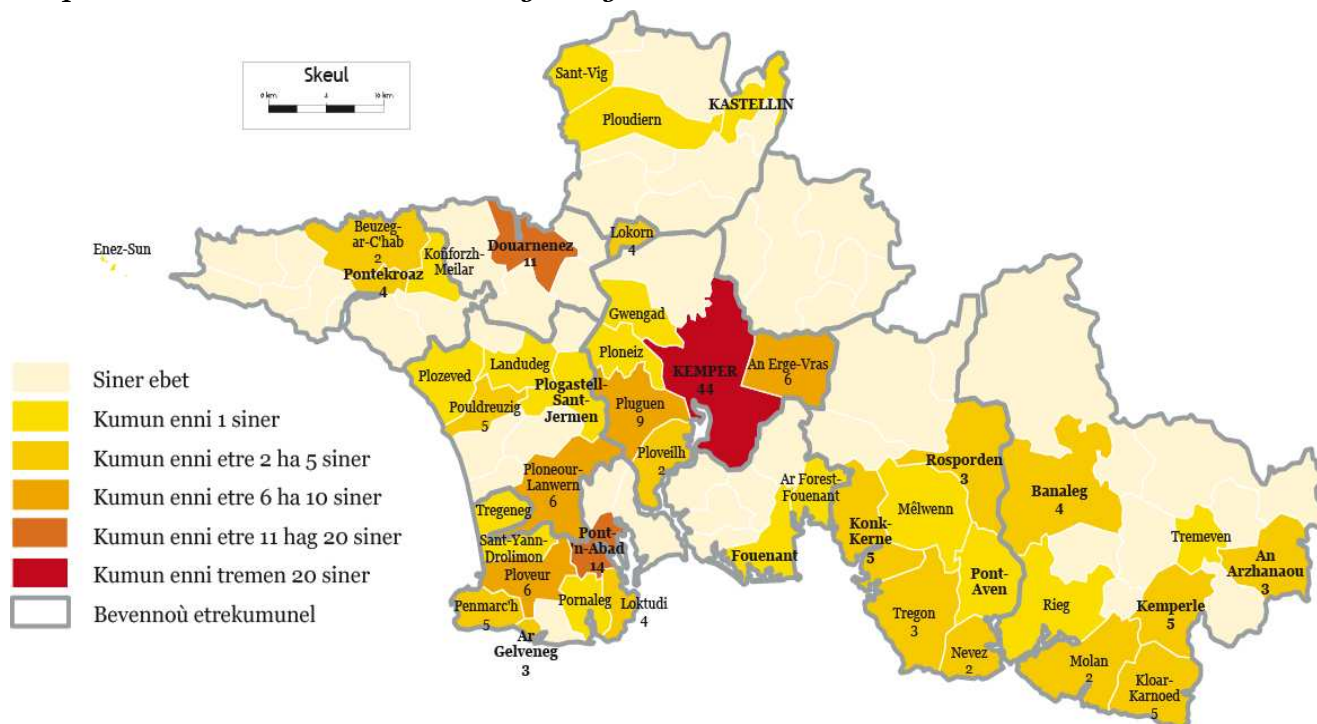 Skeul
0 km
10 km
Sant-Vig
KASTELLIN
Ploudiern
Enez-Sun
Beuzeg-
ar-C'hab
2
Pontekroaz
4
Koñforzh-
Meilar
Douarnenez
11
Lokorn
4
Gwengad
Ploneiz
KEMPER
44
An Erge-Vras
6
Plozeved
Landudeg
Plogastell-
Sant-
Jermen
Pouldreuzig
5
Pluguen
9
Ploveilh
2
Ploneour-
Lanwern
6
Tregeneg
Sant-Yann-
Drolimon
Pont-
'n-Abad
14
Ploveur
6
Penmarc'h
5
Pornaleg
Loktudi
4
Ar
Gelveneg
3
Ar Forest-
Fouenant
Fouenant
Rosporden
3
Konk-
Kerne
5
Mêlwenn
Pont-
Aven
Tregon
3
Nevez
2
Banaleg
4
Tremeven
An
Arzhanaou
3
Rieg
Kemperle
5
Molan
2
Kloar-
Karnoed
5
Siner ebet
Kumun enni 1 siner
Kumun enni etre 2 ha 5 siner
Kumun enni etre 6 ha 10 siner
Kumun enni etre 11 hag 20 siner
Kumun enni tremen 20 siner
Bevennoù etrekumunel